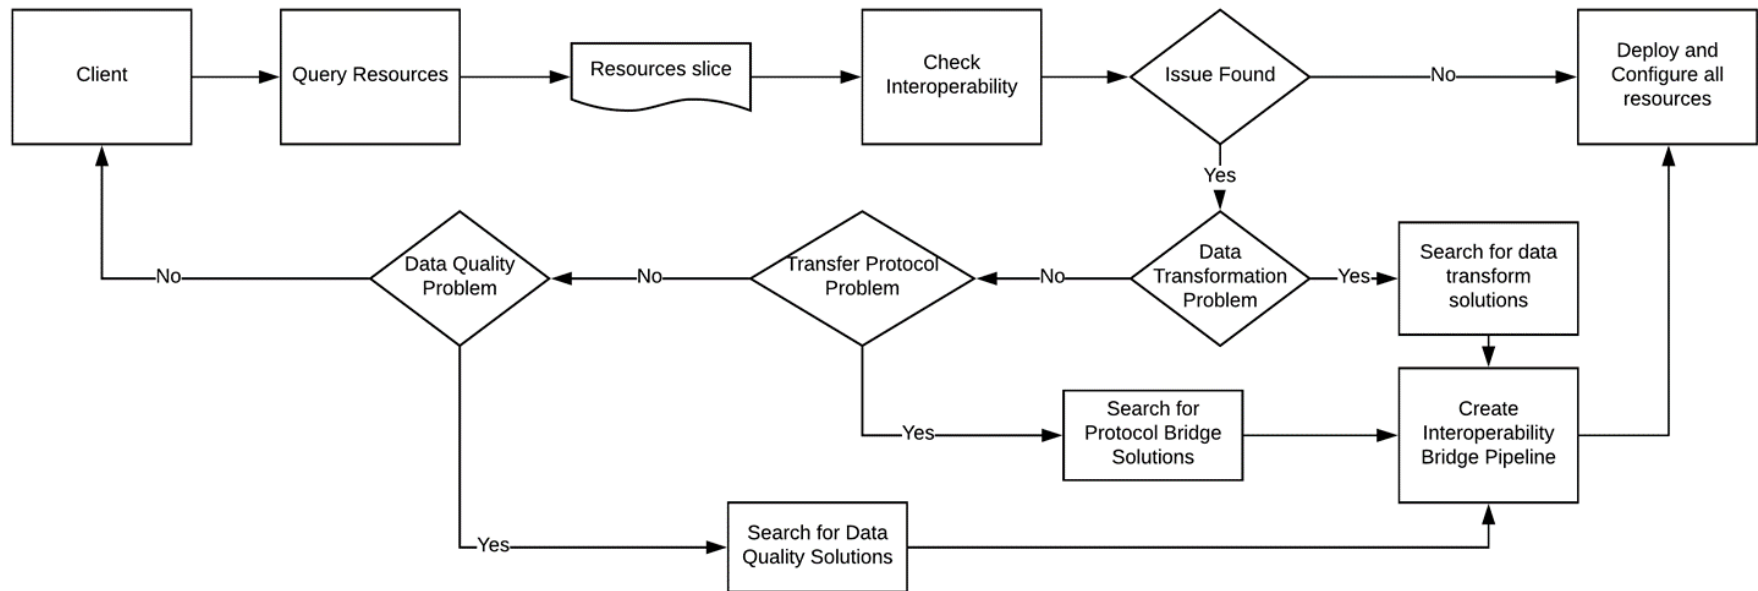 Client
Query Resources
Resources slice
Check
Interoperability
Issue Found
No
Deploy and
Configure all
resources
Yes
Data Quality
Problem
No
Transfer Protocol
Problem
No
Data
Transformation
Problem
No
Yes
Search for data
transform
solutions
Yes
Search for
Protocol Bridge
Solutions
Create
Interoperability
Bridge Pipeline
Yes
Search for Data
Quality Solutions